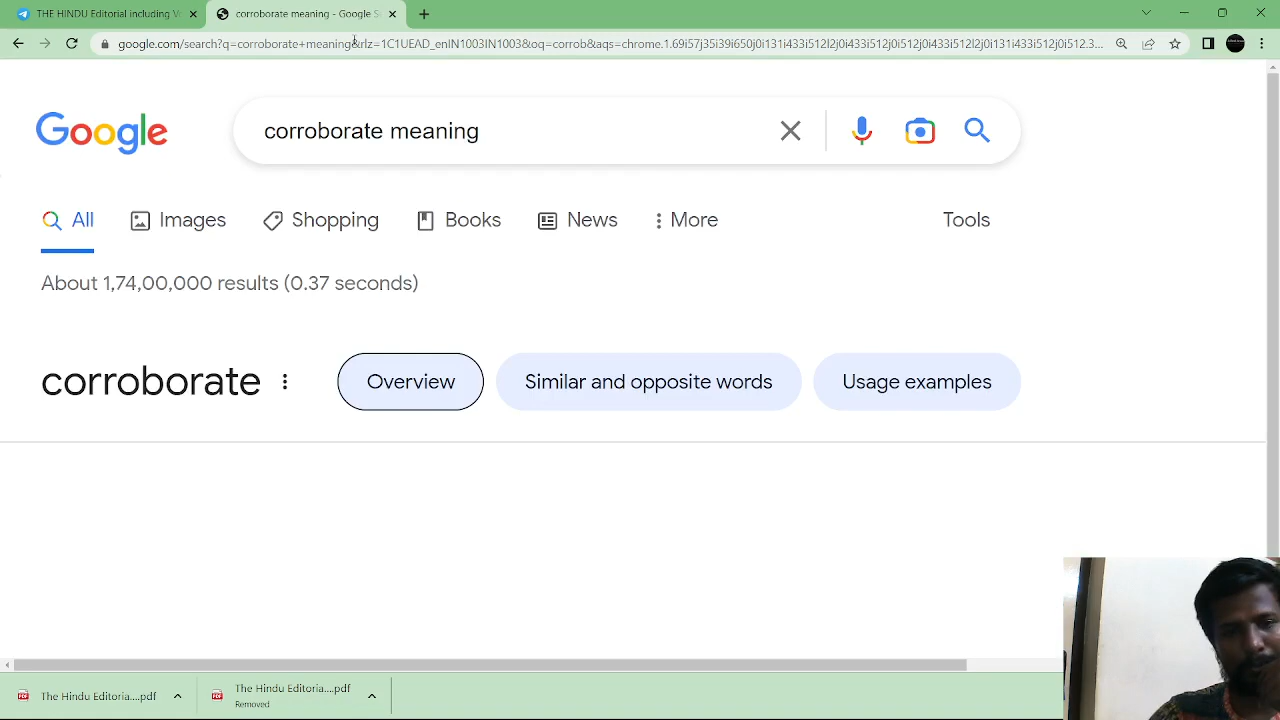 THE HINDU Editorial including V
corroborate meaning - Google S
google.com/search?q=corroborate+meaning&rlz=1C1UEAD_enIN1003IN1003&oq=corrob&aqs=chrome.1.69i57j35i39i650j0i131i433i512l2j0i433i512j0i512j0i433i512j0i131i433i512j0i512.3...
Google
corroborate meaning
All
Images
Shopping
Books
News
More
Tools
About 1,74,00,000 results (0.37 seconds)
corroborate
Overview
Similar and opposite words
Usage examples
The Hindu Editoria....pdf
The Hindu Editoria....pdf
Removed